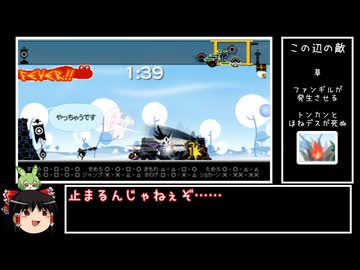 FEVER!!
1:39
やっちゃうです
この辺の敵
草
ファンギルが
発生させる
トンカンと
ほねデスが死ぬ
止まるんじゃねぇぞ……